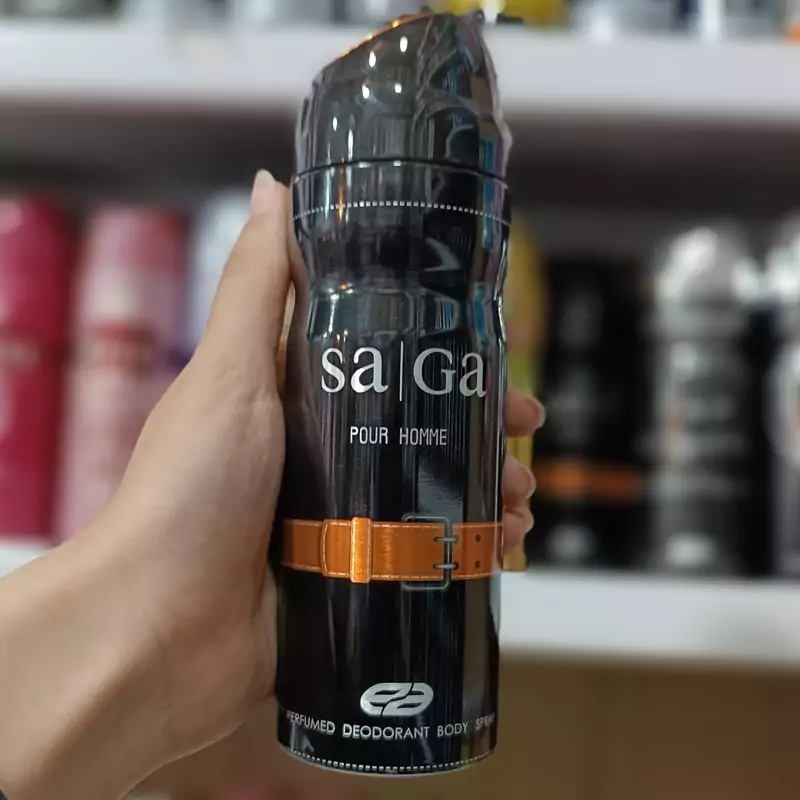 sa|Ga
POUR HOMME
PERFUMED DEODORANT BODY SPRAY